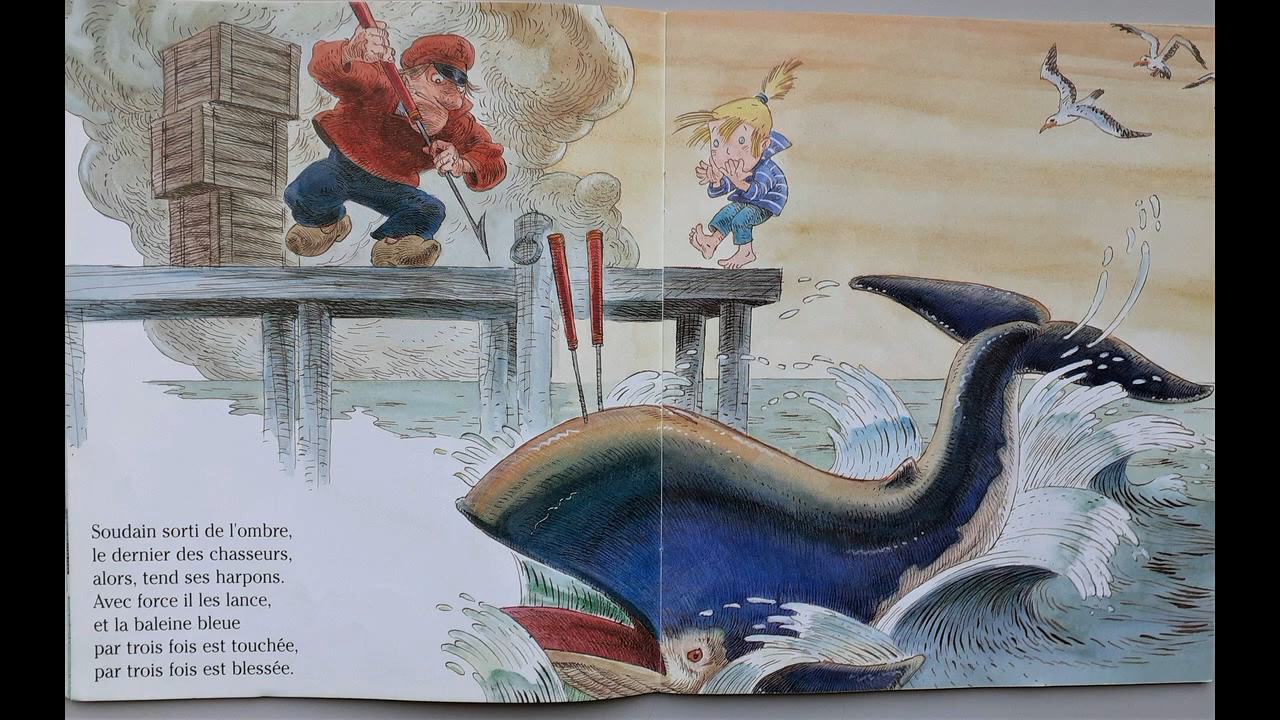 Soudain sorti de l'ombre,
le dernier des chasseurs,
alors, tend ses harpons.
Avec force il les lance,
et la baleine bleue
par trois fois est touchée,
par trois fois est blessée.